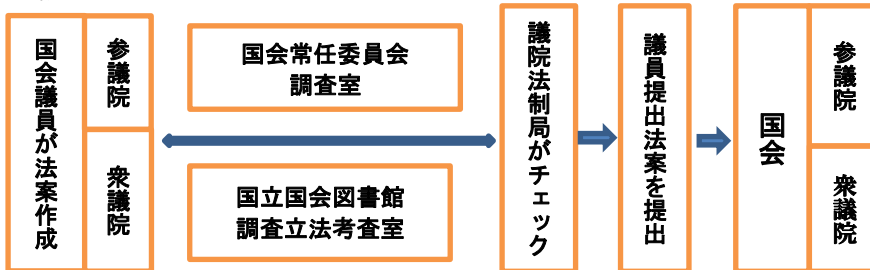 国会議員が法案作成
参議院
衆議院
国会常任委員会
調査室
国立国会図書館
調査立法考査室
議院法制局がチェック
議員提出法案を提出
国会
参議院
衆議院